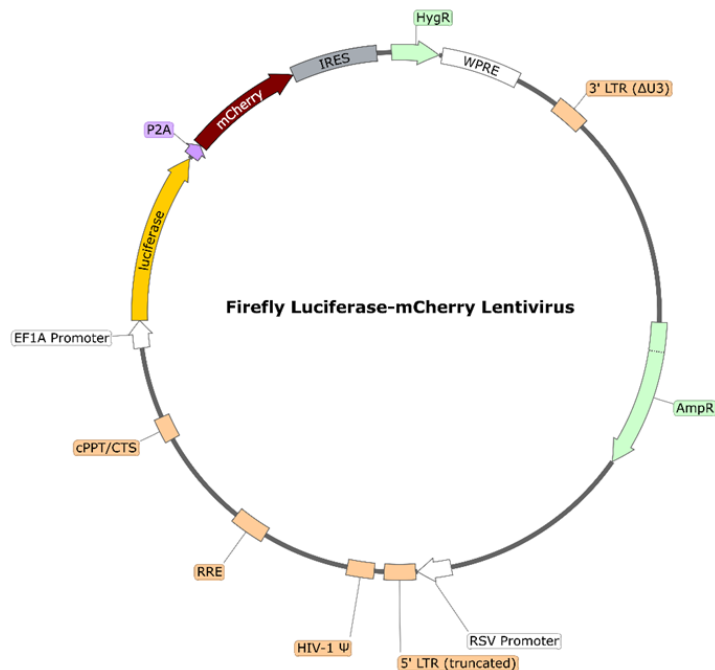 HygR
IRES
WPRE
3' LTR (ΔU3)
mCherry
P2A
luciferase
Firefly Luciferase-mCherry Lentivirus
EF1A Promoter
AmpR
cPPT/CTS
RRE
HIV-1 Ψ
RSV Promoter
5' LTR (truncated)